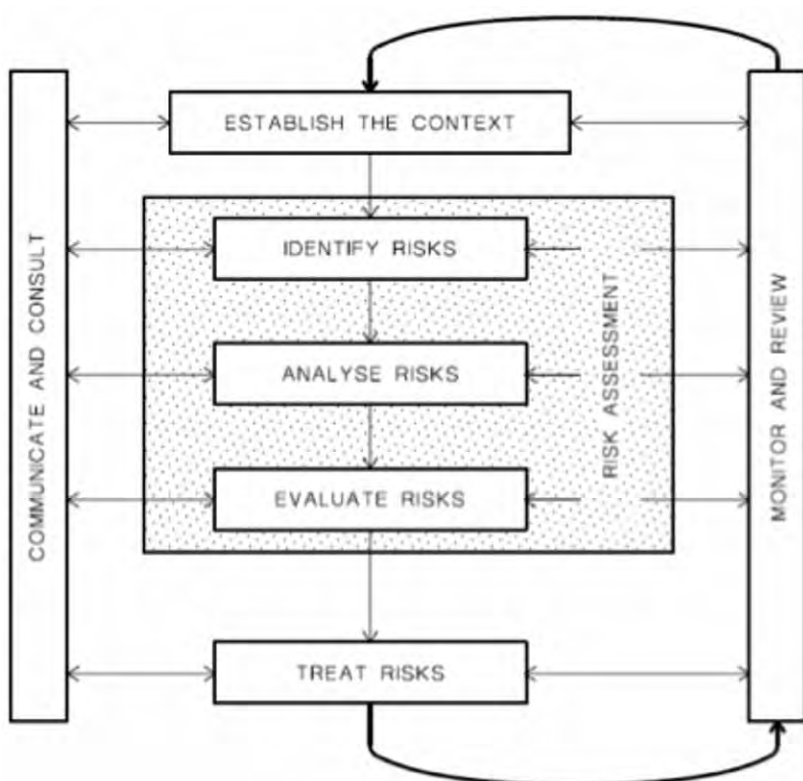 ESTABLISH THE CONTEXT
COMMUNICATE AND CONSULT
IDENTIFY RISKS
ANALYSE RISKS
EVALUATE RISKS
RISK ASSESSMENT
MONITOR AND REVIEW
TREAT RISKS